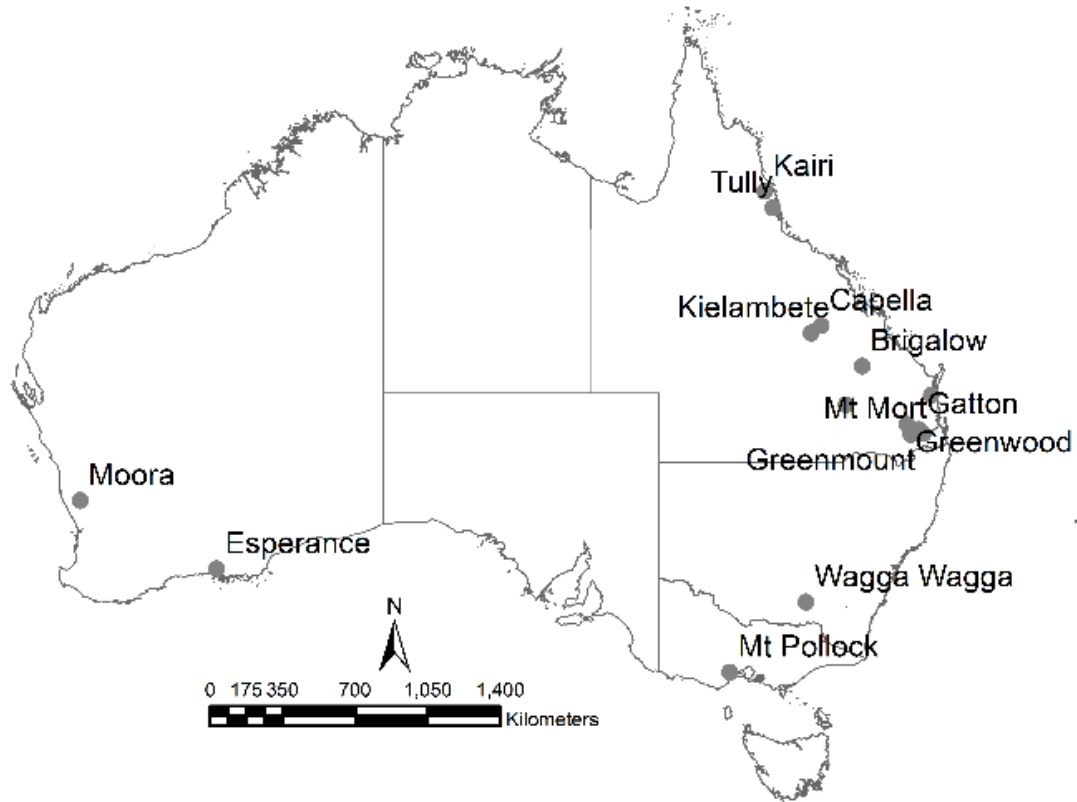 Kairi
Tully
Capella
Kielambete
Brigalow
Mt Mort
Gatton
Greenwood
Greenmount
Moora
Esperance
Wagga Wagga
Mt Pollock
N
0 175 350 700 1,050 1,400
Kilometers